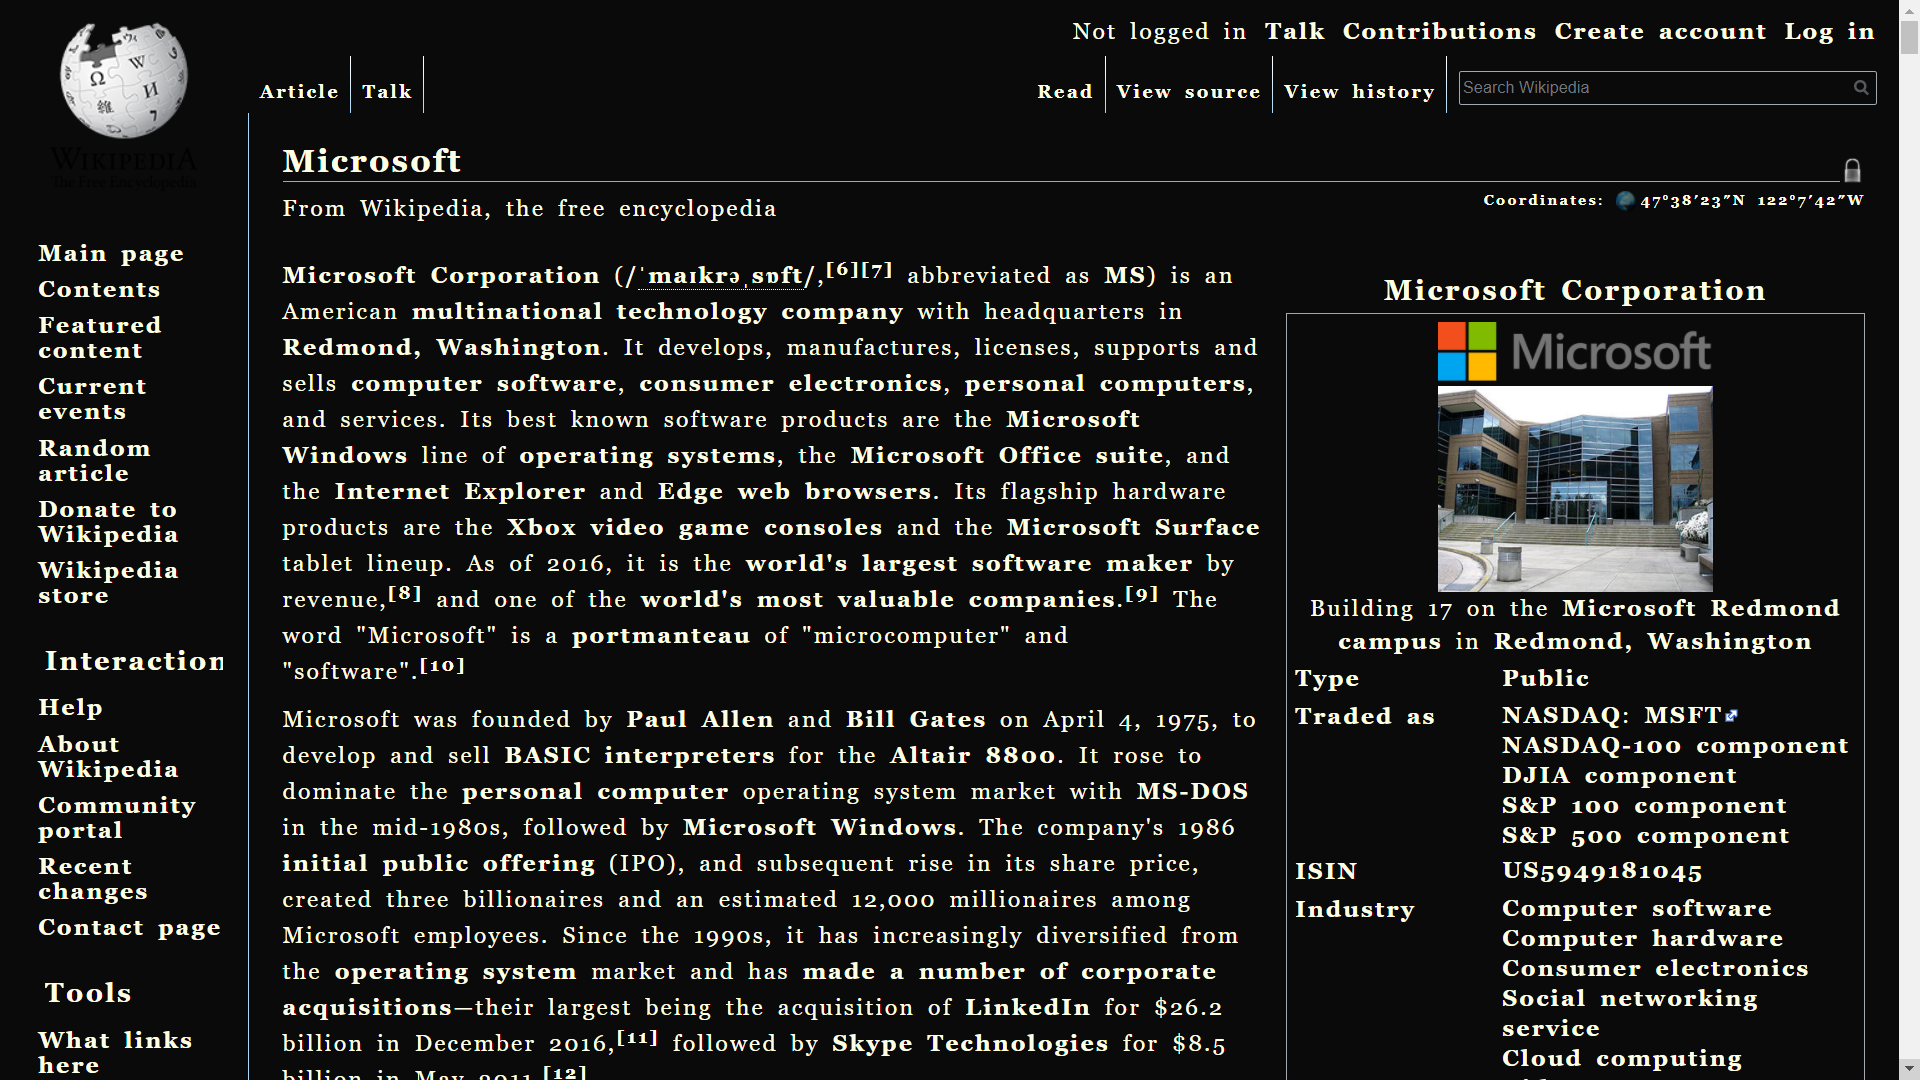 Not logged in Talk Contributions Create account Log in
Article Talk Read View source View history Search Wikipedia
WIKIPEDIA
The Free Encyclopedia
Main page
Contents
Featured
content
Current
events
Random
article
Donate to
Wikipedia
Wikipedia
store
Interaction
Help
About
Wikipedia
Community
portal
Recent
changes
Contact page
Tools
What links
here
Microsoft
From Wikipedia, the free encyclopedia
Coordinates: 47°38′23″N 122°7′42″W
Microsoft Corporation (/ˈmaɪkrəˌsɒft/,[6][7] abbreviated as MS) is an
American multinational technology company with headquarters in
Redmond, Washington. It develops, manufactures, licenses, supports and
sells computer software, consumer electronics, personal computers,
and services. Its best known software products are the Microsoft
Windows line of operating systems, the Microsoft Office suite, and
the Internet Explorer and Edge web browsers. Its flagship hardware
products are the Xbox video game consoles and the Microsoft Surface
tablet lineup. As of 2016, it is the world's largest software maker by
revenue,[8] and one of the world's most valuable companies.[9] The
word "Microsoft" is a portmanteau of "microcomputer" and
"software".[10]
Microsoft was founded by Paul Allen and Bill Gates on April 4, 1975, to
develop and sell BASIC interpreters for the Altair 8800. It rose to
dominate the personal computer operating system market with MS-DOS
in the mid-1980s, followed by Microsoft Windows. The company's 1986
initial public offering (IPO), and subsequent rise in its share price,
created three billionaires and an estimated 12,000 millionaires among
Microsoft employees. Since the 1990s, it has increasingly diversified from
the operating system market and has made a number of corporate
acquisitions—their largest being the acquisition of LinkedIn for $26.2
billion in December 2016,[11] followed by Skype Technologies for $8.5
billion in May 2011.[12]
Microsoft Corporation
Microsoft
Building 17 on the Microsoft Redmond
campus in Redmond, Washington
Type Public
Traded as NASDAQ: MSFT
NASDAQ-100 component
DJIA component
S&P 100 component
S&P 500 component
ISIN US5949181045
Industry Computer software
Computer hardware
Consumer electronics
Social networking
service
Cloud computing